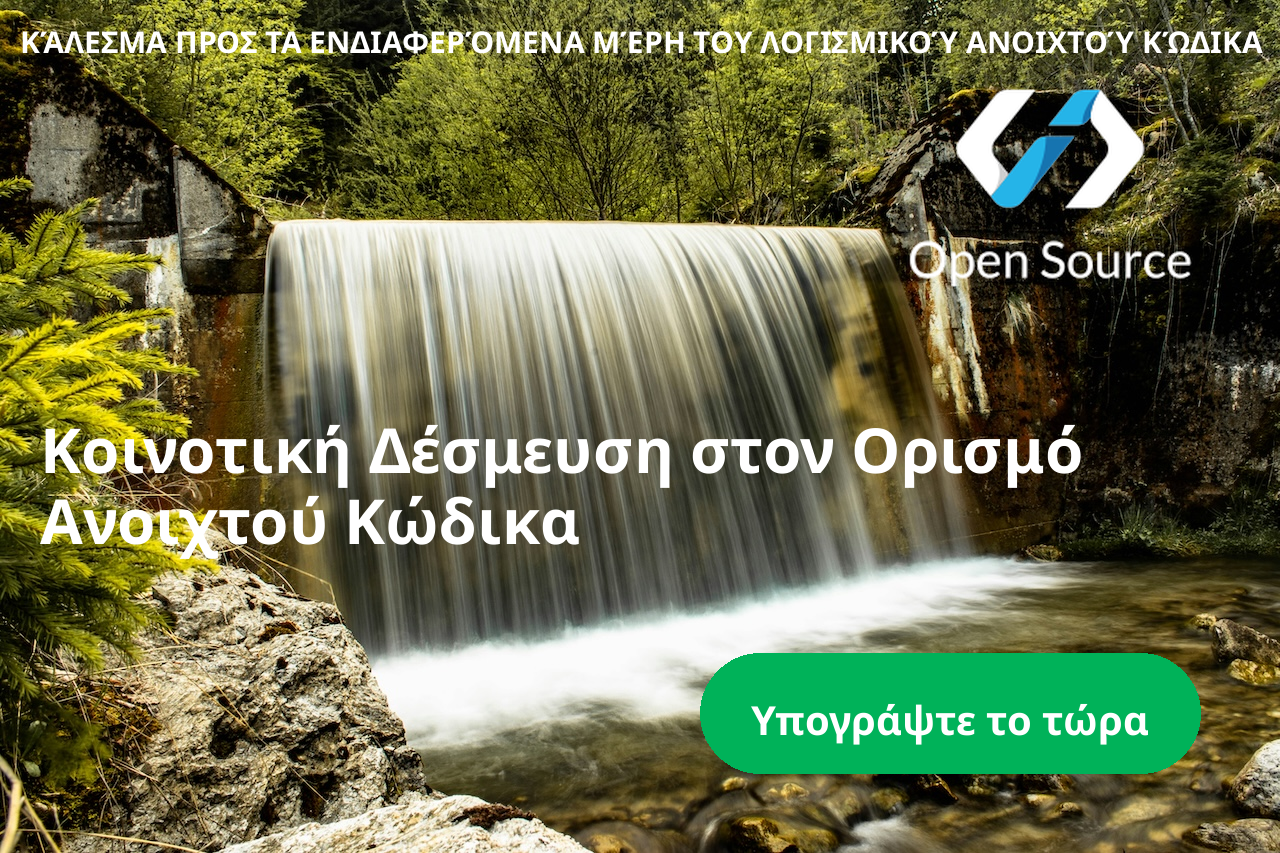 ΚΆΛΕΣΜΑ ΠΡΟΣ ΤΑ ΕΝΔΙΑΦΕΡΌΜΕΝΑ ΜΈΡΗ ΤΟΥ ΛΟΓΙΣΜΙΚΟΎ ΑΝΟΙΧΤΟΎ ΚΏΔΙΚΑ
Open Source
Κοινοτική Δέσμευση στον Ορισμό
Ανοιχτού Κώδικα
Υπογράψτε το τώρα